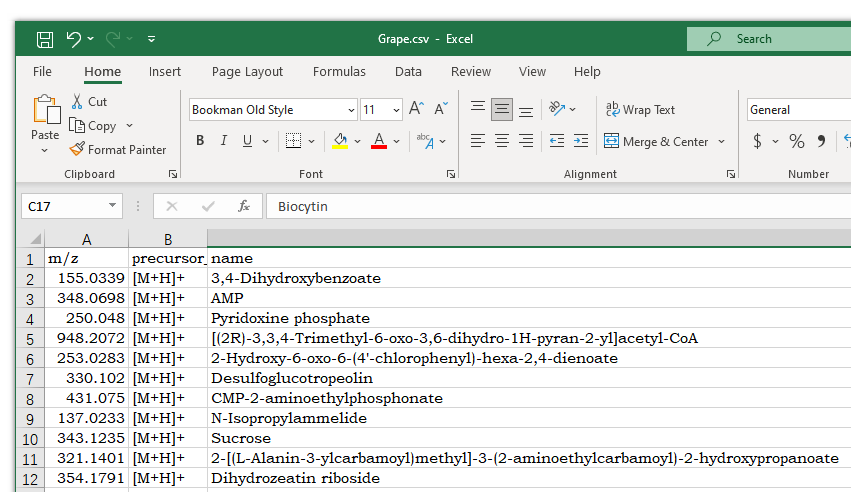 Grape.csv - Excel
Search
File Home Insert Page Layout Formulas Data Review View Help
Paste
Cut
Copy
Format Painter
Clipboard
Bookman Old Style 11 A A
B I U A abc A
Font
ab Wrap Text
Merge & Center
Alignment
General
$ % 9
Number
C17 fx Biocytin
A B
1 m/z precursor_ name
2 155.0339 [M+H]+ 3,4-Dihydroxybenzoate
3 348.0698 [M+H]+ AMP
4 250.048 [M+H]+ Pyridoxine phosphate
5 948.2072 [M+H]+ [(2R)-3,3,4-Trimethyl-6-oxo-3,6-dihydro-1H-pyran-2-yl]acetyl-CoA
6 253.0283 [M+H]+ 2-Hydroxy-6-oxo-6-(4'-chlorophenyl)-hexa-2,4-dienoate
7 330.102 [M+H]+ Desulfoglucotropeolin
8 431.075 [M+H]+ CMP-2-aminoethylphosphonate
9 137.0233 [M+H]+ N-Isopropylammelide
10 343.1235 [M+H]+ Sucrose
11 321.1401 [M+H]+ 2-[(L-Alanin-3-ylcarbamoyl)methyl]-3-(2-aminoethylcarbamoyl)-2-hydroxypropanoate
12 354.1791 [M+H]+ Dihydrozeatin riboside